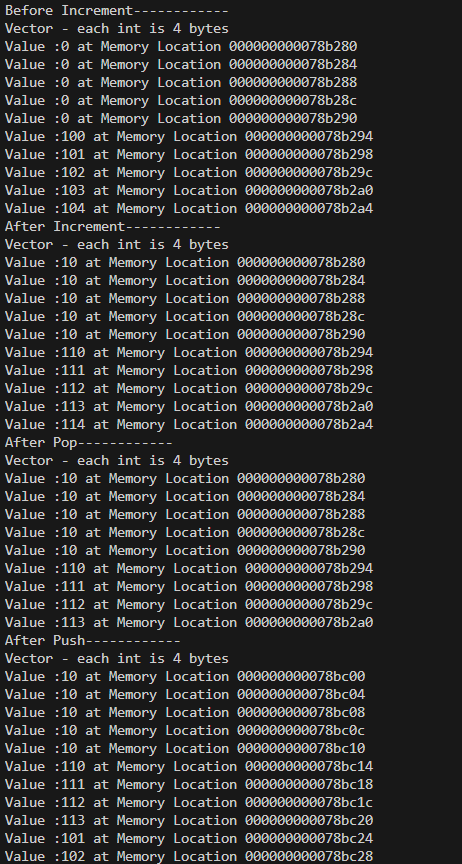 Before Increment------------
Vector - each int is 4 bytes
Value :0 at Memory Location 000000000078b280
Value :0 at Memory Location 000000000078b284
Value :0 at Memory Location 000000000078b288
Value :0 at Memory Location 000000000078b28c
Value :0 at Memory Location 000000000078b290
Value :100 at Memory Location 000000000078b294
Value :101 at Memory Location 000000000078b298
Value :102 at Memory Location 000000000078b29c
Value :103 at Memory Location 000000000078b2a0
Value :104 at Memory Location 000000000078b2a4
After Increment------------
Vector - each int is 4 bytes
Value :10 at Memory Location 000000000078b280
Value :10 at Memory Location 000000000078b284
Value :10 at Memory Location 000000000078b288
Value :10 at Memory Location 000000000078b28c
Value :10 at Memory Location 000000000078b290
Value :110 at Memory Location 000000000078b294
Value :111 at Memory Location 000000000078b298
Value :112 at Memory Location 000000000078b29c
Value :113 at Memory Location 000000000078b2a0
Value :114 at Memory Location 000000000078b2a4
After Pop------------
Vector - each int is 4 bytes
Value :10 at Memory Location 000000000078b280
Value :10 at Memory Location 000000000078b284
Value :10 at Memory Location 000000000078b288
Value :10 at Memory Location 000000000078b28c
Value :10 at Memory Location 000000000078b290
Value :110 at Memory Location 000000000078b294
Value :111 at Memory Location 000000000078b298
Value :112 at Memory Location 000000000078b29c
Value :113 at Memory Location 000000000078b2a0
After Push------------
Vector - each int is 4 bytes
Value :10 at Memory Location 000000000078bc00
Value :10 at Memory Location 000000000078bc04
Value :10 at Memory Location 000000000078bc08
Value :10 at Memory Location 000000000078bc0c
Value :10 at Memory Location 000000000078bc10
Value :110 at Memory Location 000000000078bc14
Value :111 at Memory Location 000000000078bc18
Value :112 at Memory Location 000000000078bc1c
Value :113 at Memory Location 000000000078bc20
Value :101 at Memory Location 000000000078bc24
Value :102 at Memory Location 000000000078bc28